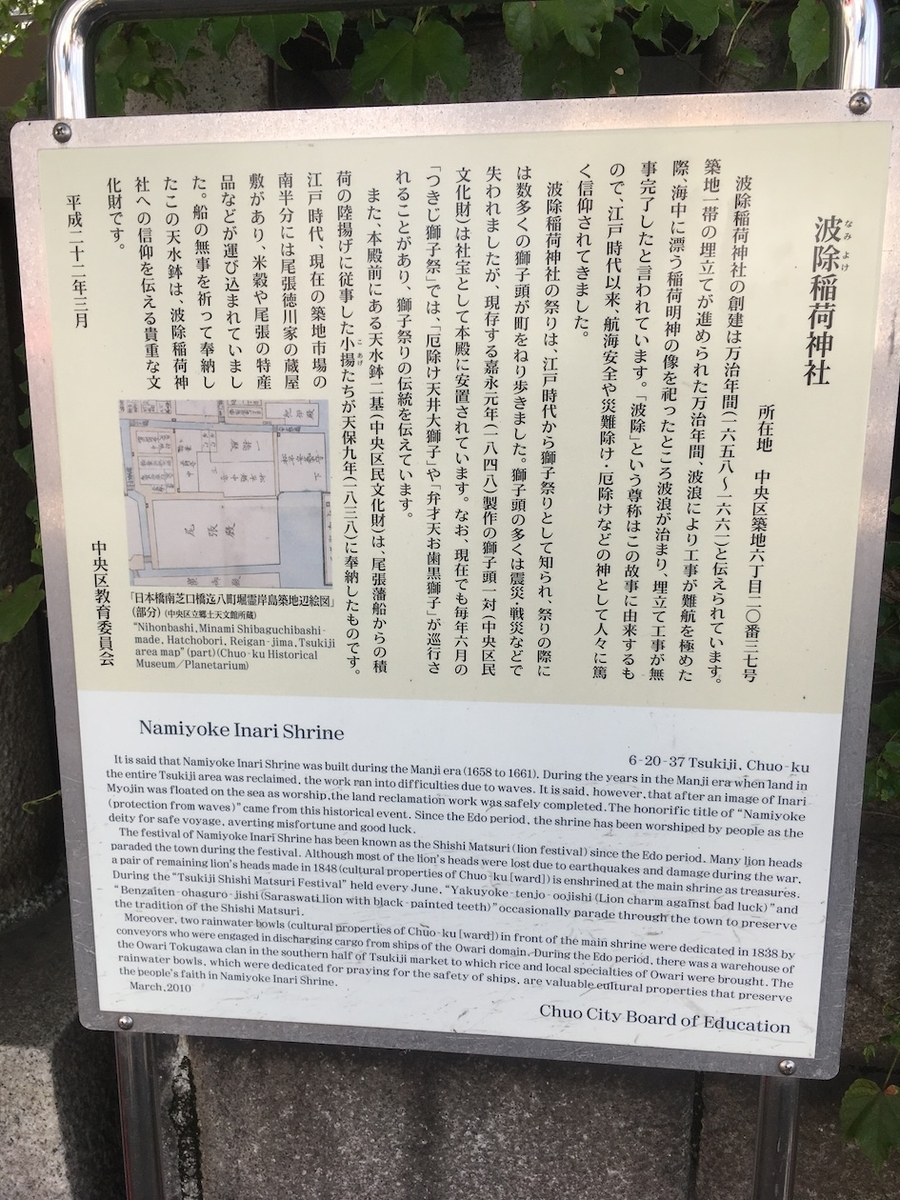 波除稲荷神社
なみ よけ
所在地 中央区築地六丁目二〇番三七号
波除稲荷神社の創建は万治年間(一六五八〜一六六一)と伝えられています。
築地一帯の埋立てが進められた万治年間、波浪により工事が難航を極めた
際、海中に漂う稲荷明神の像を祀ったところ波浪が治まり、埋立て工事が無
事完了したと言われています。「波除」という尊称はこの故事に由来するも
ので、江戸時代以来、航海安全や災難除け・厄除けなどの神として人々に篤
く信仰されてきました。
波除稲荷神社の祭りは、江戸時代から獅子祭りとして知られ、祭りの際に
は数多くの獅子頭が町をねり歩きました。獅子頭の多くは震災、戦災などで
失われましたが、現存する嘉永元年(一八四八)製作の獅子頭一対(中央区民
文化財)は社宝として本殿に安置されています。なお、現在でも毎年六月の
「つきじ獅子祭」では、「厄除け天井大獅子」や「弁才天お歯黒獅子」が巡行さ
れることがあり、獅子祭りの伝統を伝えています。
また、本殿前にある天水鉢二基(中央区民文化財)は、尾張藩船からの積
荷の陸揚げに従事した小揚たちが天保九年(一八三八)に奉納したものです。
こ あげ
江戸時代、現在の築地市場の
南半分には尾張徳川家の蔵屋
敷があり、米穀や尾張の特産
品などが運び込まれていまし
た。船の無事を祈って奉納し
たこの天水鉢は、波除稲荷神
社への信仰を伝える貴重な文
化財です。
平成二十二年三月
中央区教育委員会
尾張殿
「日本橋南芝口橋迄八町堀霊岸島築地辺絵図」
(部分)(中央区立郷土天文館所蔵)
"Nihonbashi,Minami Shibaguchibashi-
made, Hatchobori, Reigan-jima, Tsukiji
area map" (part)(Chuo-ku Historical
Museum/Planetarium)
Namiyoke Inari Shrine
6-20-37 Tsukiji, Chuo-ku
It is said that Namiyoke Inari Shrine was built during the Manji era (1658 to 1661). During the years in the Manji era when land in
the entire Tsukiji area was reclaimed, the work ran into difficulties due to waves. It is said, however, that after an image of Inari
Myojin was floated on the sea as worship,the land reclamation work was safely completed. The honorific title of "Namiyoke
(protection from waves)" came from this historical event. Since the Edo period, the shrine has been worshiped by people as the
deity for safe voyage, averting misfortune and good luck.
The festival of Namiyoke Inari Shrine has been known as the Shishi Matsuri (lion festival) since the Edo period. Many lion heads
paraded the town during the festival. Although most of the lion's heads were lost due to earthquakes and damage during the war,
a pair of remaining lion's heads made in 1848 (cultural properties of Chuo-ku [ward]) is enshrined at the main shrine as treasures.
During the "Tsukiji Shishi Matsuri Festival" held every June, "Yakuyoke-tenjo-oojishi (Lion charm against bad luck)" and
"Benzaiten-ohaguro-jishi (Saraswati lion with black-painted teeth)" occasionally parade through the town to preserve
the tradition of the Shishi Matsuri.
Moreover, two rainwater bowls (cultural properties of Chuo-ku [ward]) in front of the main shrine were dedicated in 1838 by
conveyors who were engaged in discharging cargo from ships of the Owari domain. During the Edo period, there was a warehouse of
the Owari Tokugawa clan in the southern half of Tsukiji market to which rice and local specialties of Owari were brought. The
rainwater bowls, which were dedicated for praying for the safety of ships, are valuable cultural properties that preserve
the people's faith in Namiyoke Inari Shrine.
March,2010
Chuo City Board of Education